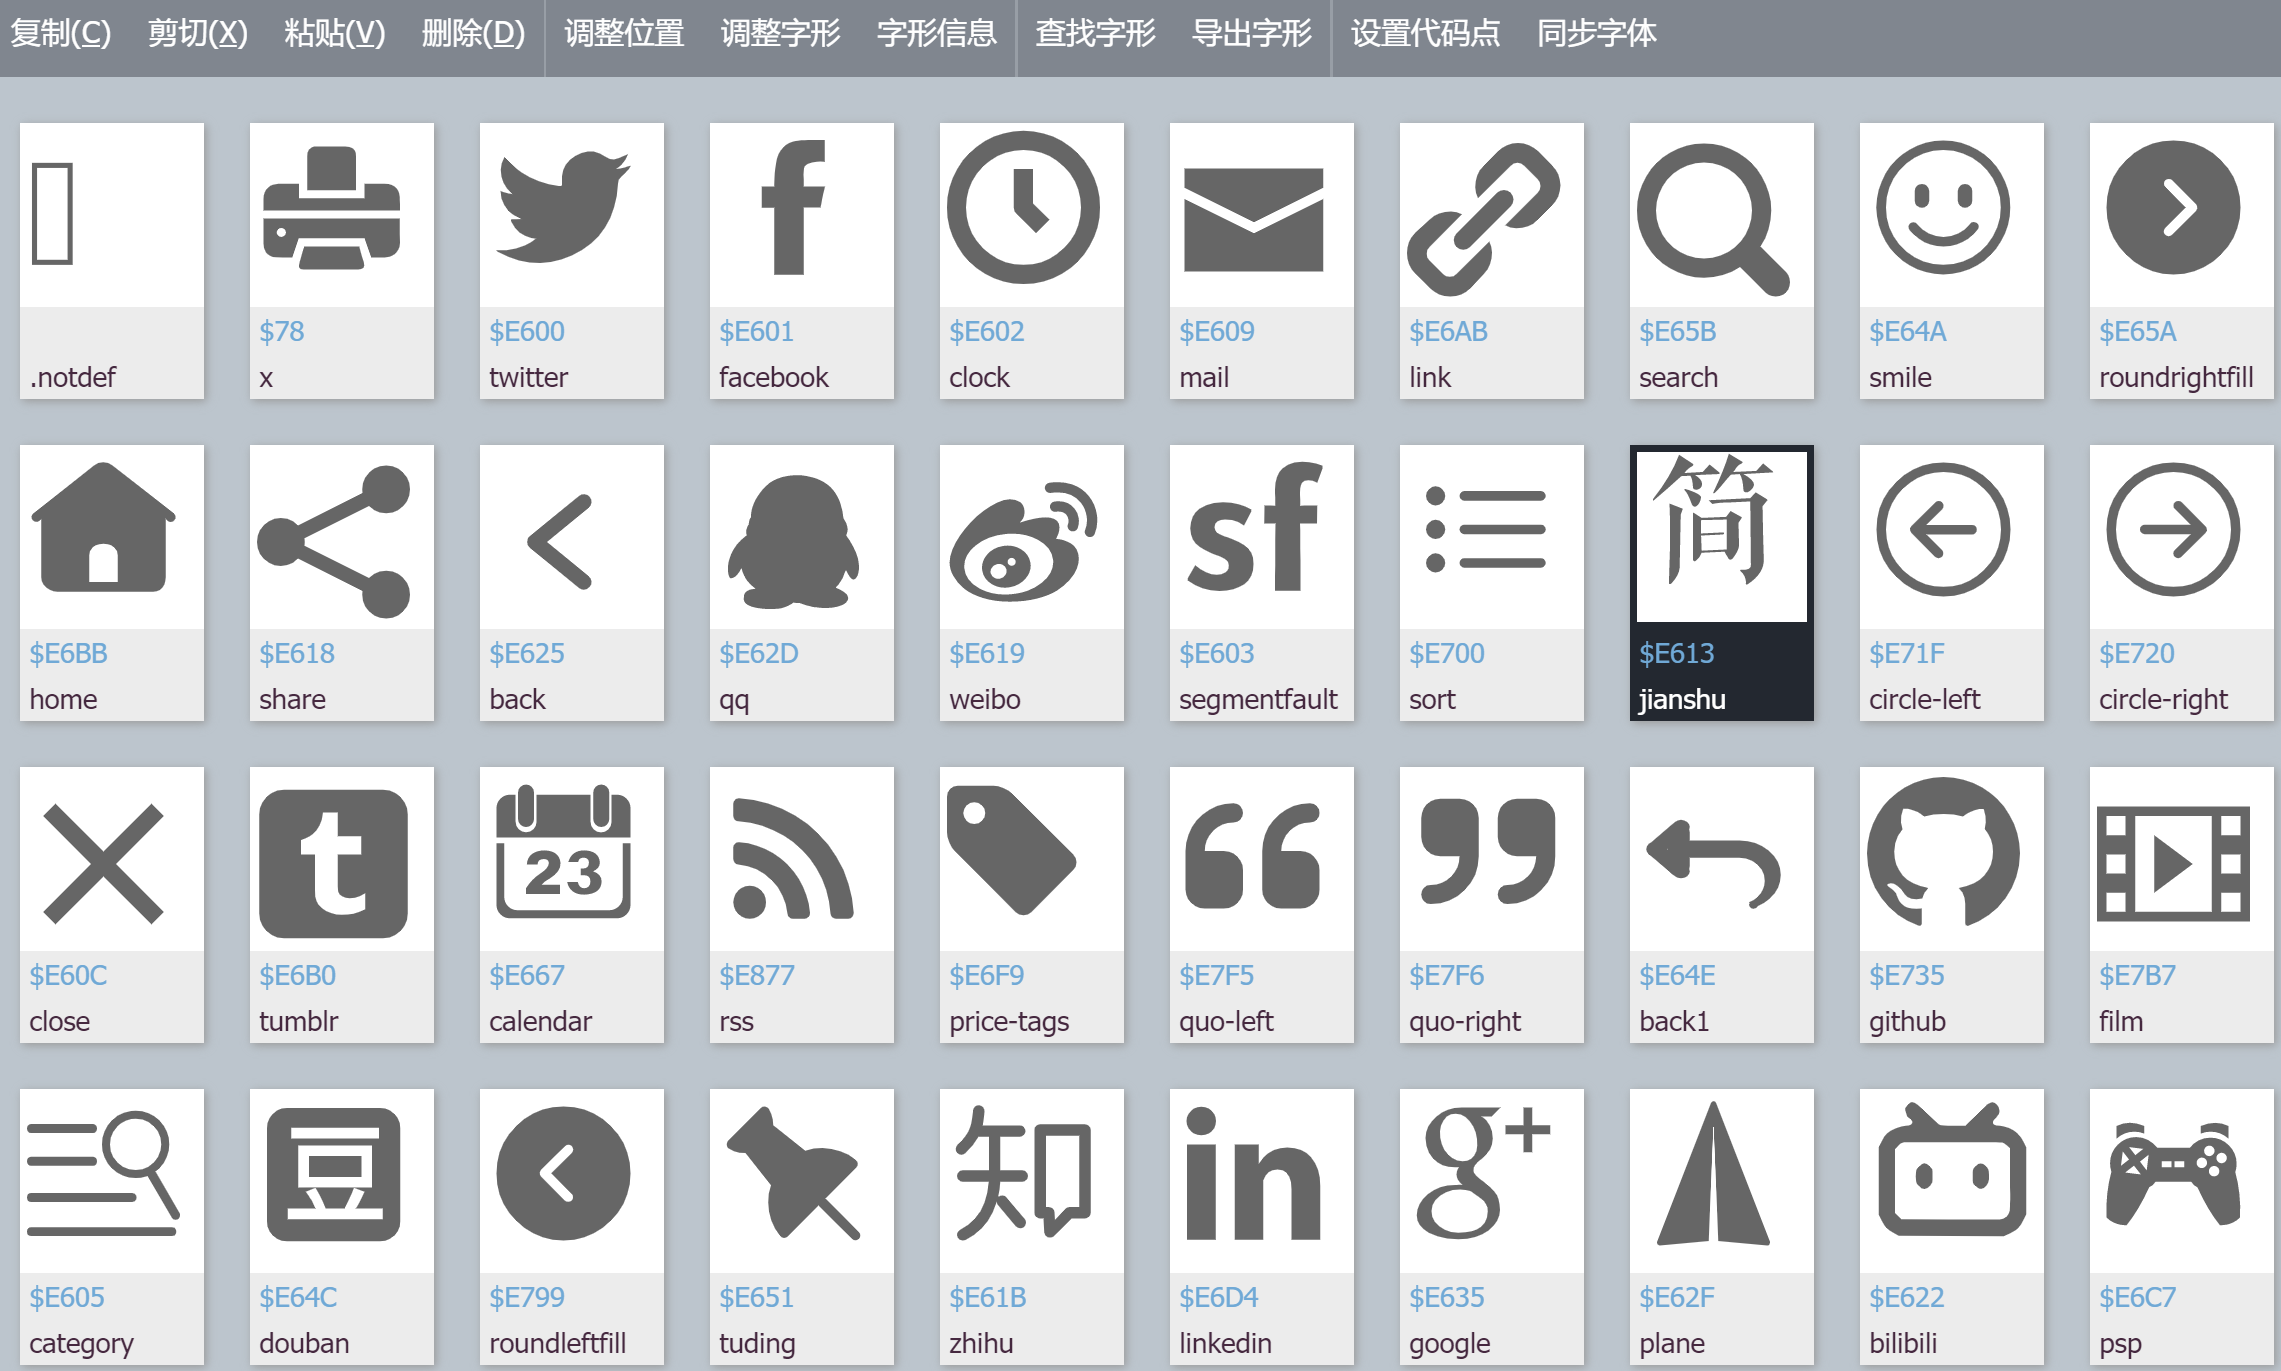 复制(C) 剪切(X) 粘贴(V) 删除(D) 调整位置 调整字形 字形信息 查找字形 导出字形 设置代码点 同步字体
$78 $E600 $E601 $E602 $E609 $E6AB $E65B $E64A $E65A
.notdef x twitter facebook clock mail link search smile roundrightfill
sf 简
$E6BB $E618 $E625 $E62D $E619 $E603 $E700 $E613 $E71F $E720
home share back qq weibo segmentfault sort jianshu circle-left circle-right
t 23
$E60C $E6B0 $E667 $E877 $E6F9 $E7F5 $E7F6 $E64E $E735 $E7B7
close tumblr calendar rss price-tags quo-left quo-right back1 github film
豆 知 in g+
$E605 $E64C $E799 $E651 $E61B $E6D4 $E635 $E62F $E622 $E6C7
category douban roundleftfill tuding zhihu linkedin google plane bilibili psp